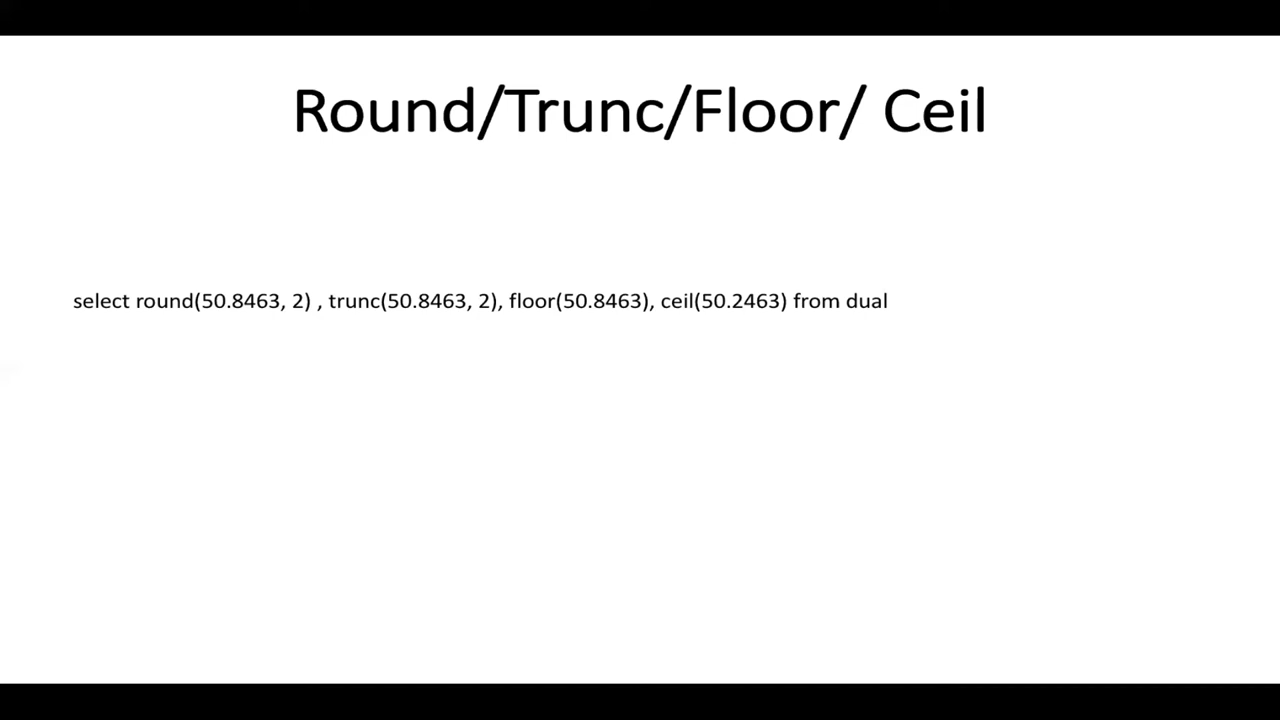 Round/Trunc/Floor/ Ceil
select round(50.8463, 2) , trunc(50.8463, 2), floor(50.8463), ceil(50.2463) from dual